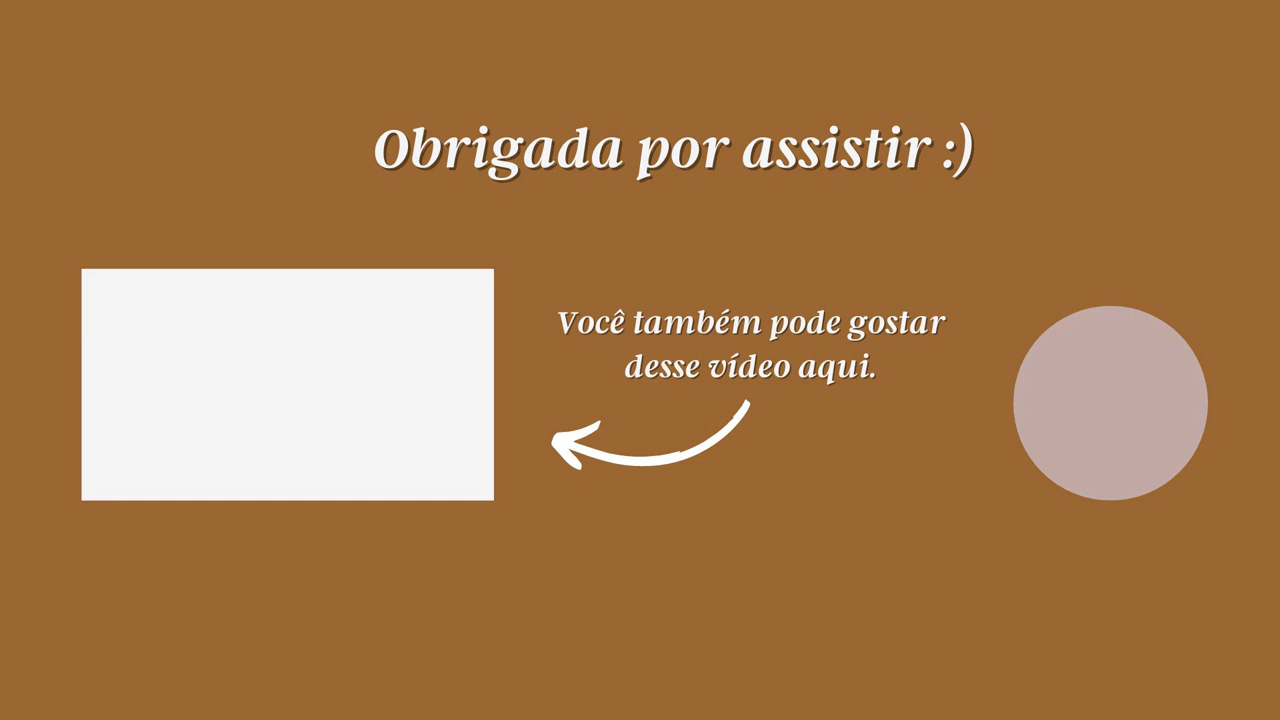 Obrigada por assistir :)
Você também pode gostar
desse vídeo aqui.